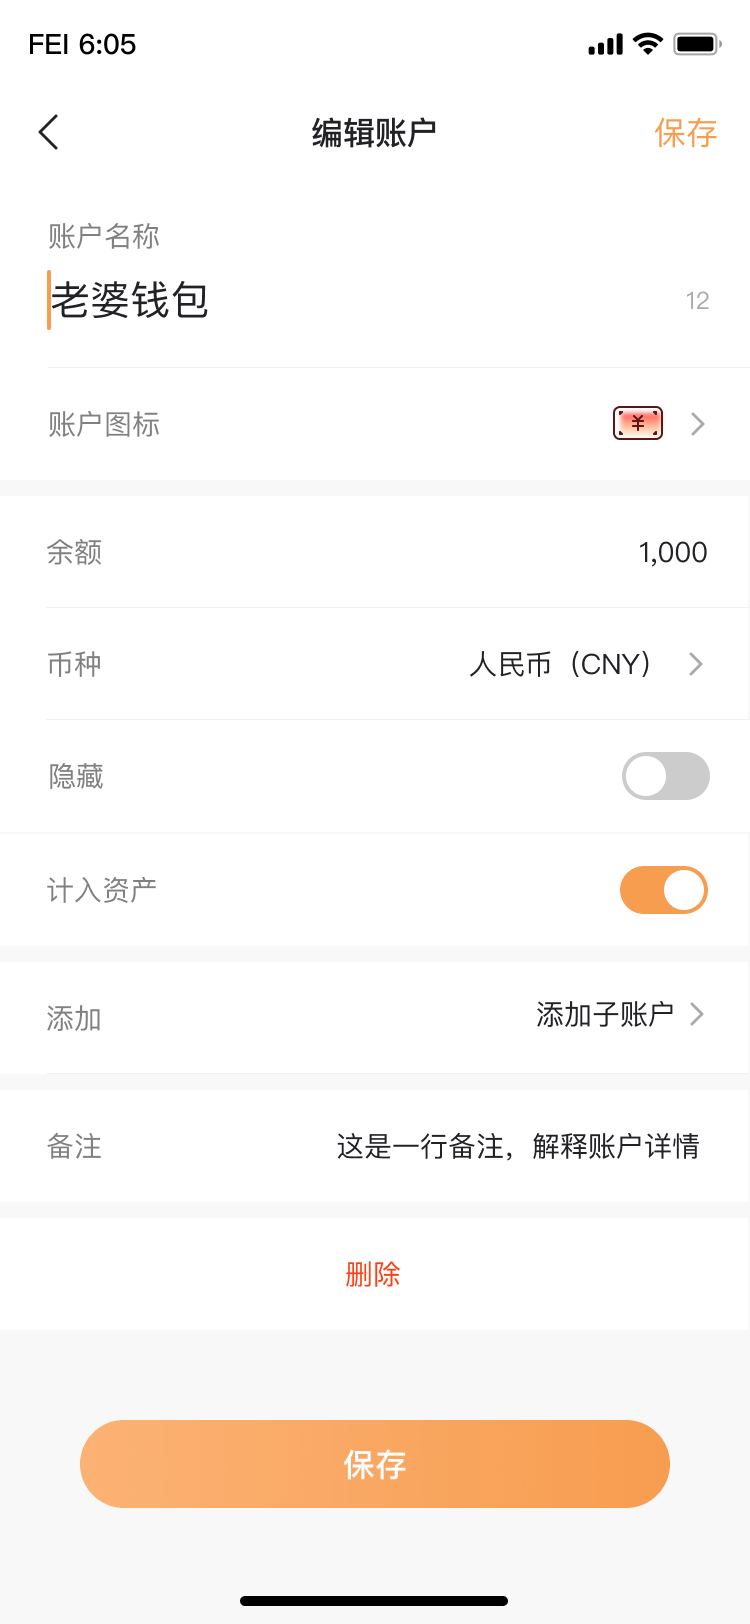 FEI 6:05
编辑账户
保存
账户名称
老婆钱包
12
账户图标
¥
余额
1,000
币种
人民币（CNY）
隐藏
计入资产
添加
添加子账户
备注
这是一行备注，解释账户详情
删除
保存